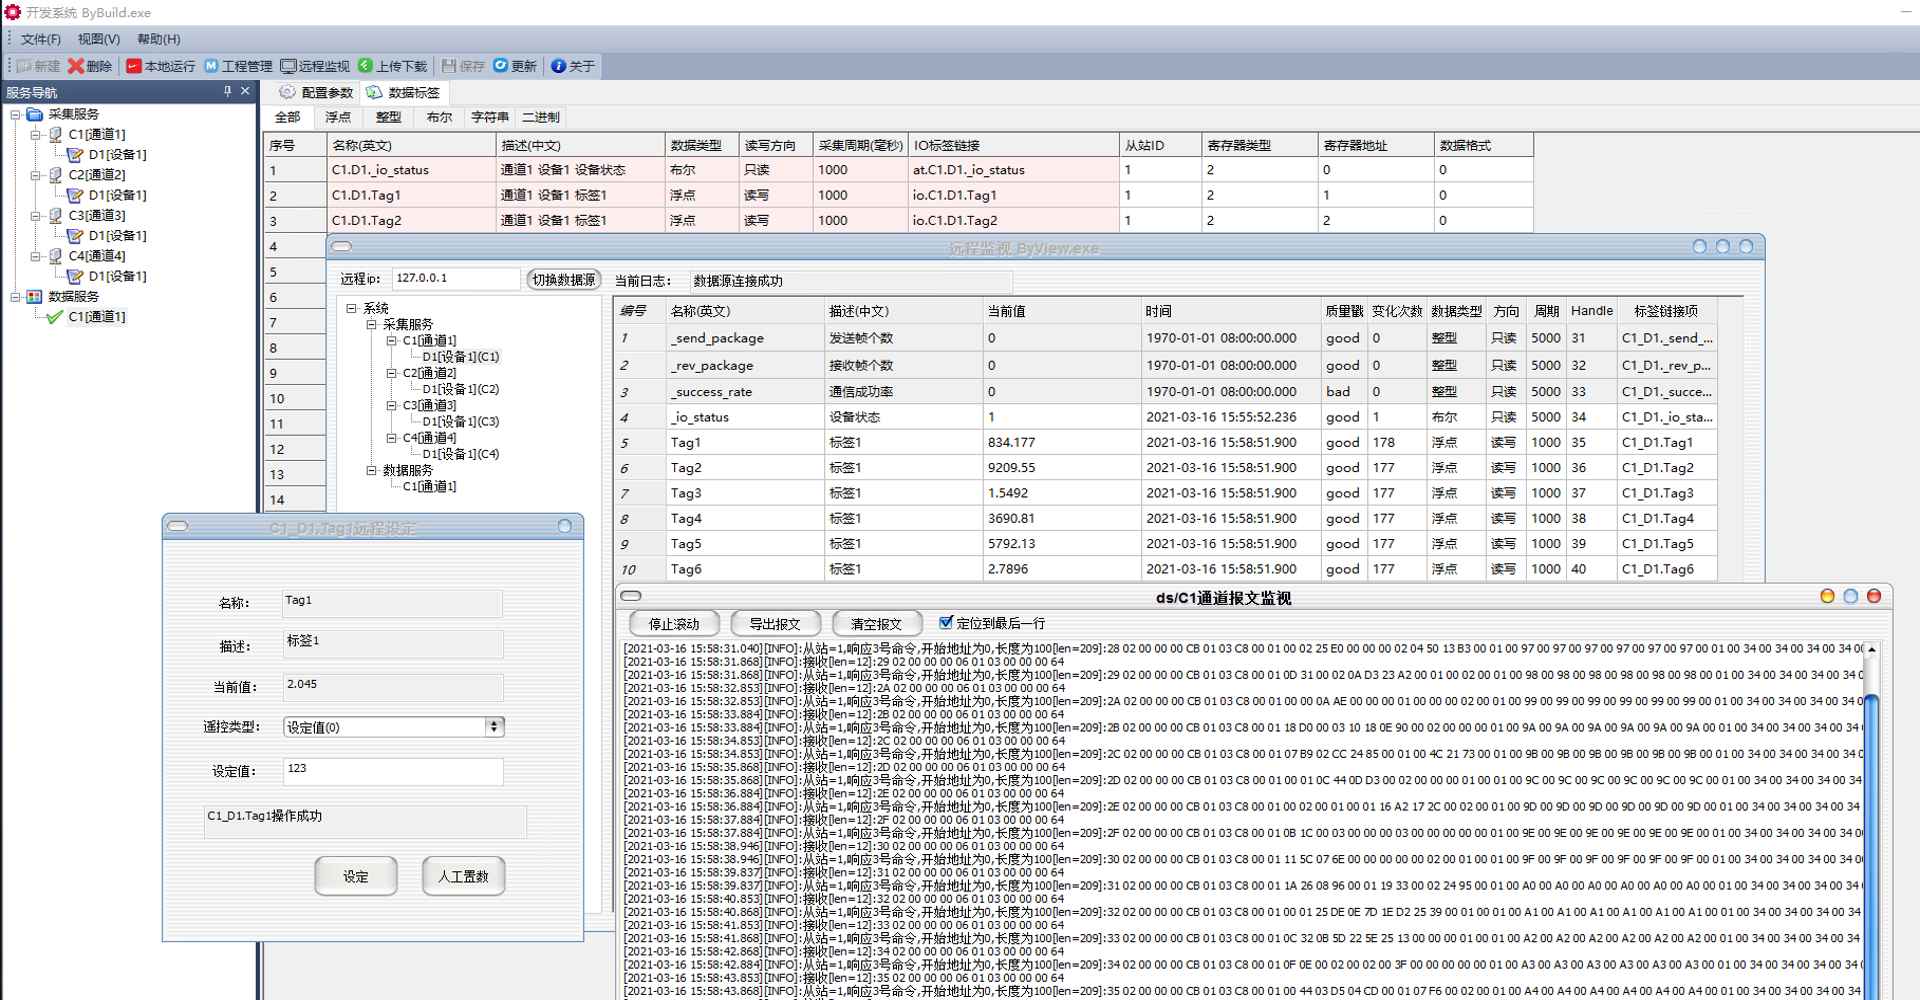 开发系统 ByBuild.exe
文件(F) 视图(V) 帮助(H)
新建 删除 本地运行 工程管理 远程监视 上传下载 保存 更新 关于
服务导航
采集服务
C1[通道1]
D1[设备1]
C2[通道2]
D1[设备1]
C3[通道3]
D1[设备1]
C4[通道4]
D1[设备1]
数据服务
C1[通道1]
配置参数 数据标签
全部 浮点 整型 布尔 字符串 二进制
序号 名称(英文) 描述(中文) 数据类型 读写方向 采集周期(毫秒) IO标签链接 从站ID 寄存器类型 寄存器地址 数据格式
1 C1.D1._io_status 通道1 设备1 设备状态 布尔 只读 1000 at.C1.D1._io_status 1 2 0 0
2 C1.D1.Tag1 通道1 设备1 标签1 浮点 读写 1000 io.C1.D1.Tag1 1 2 1 0
3 C1.D1.Tag2 通道1 设备1 标签1 浮点 读写 1000 io.C1.D1.Tag2 1 2 2 0
4
5
6
7
8
9
10
11
12
13
14
远程监视 ByView.exe
远程ip: 127.0.0.1 切换数据源 当前日志: 数据源连接成功
系统
采集服务
C1[通道1]
D1[设备1](C1)
C2[通道2]
D1[设备1](C2)
C3[通道3]
D1[设备1](C3)
C4[通道4]
D1[设备1](C4)
数据服务
C1[通道1]
编号 名称(英文) 描述(中文) 当前值 时间 质量戳 变化次数 数据类型 方向 周期 Handle 标签链接项
1 _send_package 发送帧个数 0 1970-01-01 08:00:00.000 good 0 整型 只读 5000 31 C1_D1._send_...
2 _rev_package 接收帧个数 0 1970-01-01 08:00:00.000 good 0 整型 只读 5000 32 C1_D1._rev_p...
3 _success_rate 通信成功率 0 1970-01-01 08:00:00.000 bad 0 整型 只读 5000 33 C1_D1._succe...
4 _io_status 设备状态 1 2021-03-16 15:55:52.236 good 1 布尔 只读 5000 34 C1_D1._io_sta...
5 Tag1 标签1 834.177 2021-03-16 15:58:51.900 good 178 浮点 读写 1000 35 C1_D1.Tag1
6 Tag2 标签1 9209.55 2021-03-16 15:58:51.900 good 177 浮点 读写 1000 36 C1_D1.Tag2
7 Tag3 标签1 1.5492 2021-03-16 15:58:51.900 good 177 浮点 读写 1000 37 C1_D1.Tag3
8 Tag4 标签1 3690.81 2021-03-16 15:58:51.900 good 177 浮点 读写 1000 38 C1_D1.Tag4
9 Tag5 标签1 5792.13 2021-03-16 15:58:51.900 good 177 浮点 读写 1000 39 C1_D1.Tag5
10 Tag6 标签1 2.7896 2021-03-16 15:58:51.900 good 177 浮点 读写 1000 40 C1_D1.Tag6
C1_D1.Tag1远程设定
名称: Tag1
描述: 标签1
当前值: 2.045
遥控类型: 设定值(0)
设定值: 123
C1_D1.Tag1操作成功
设定 人工置数
ds/C1通道报文监视
停止滚动 导出报文 清空报文 定位到最后一行
[2021-03-16 15:58:31.040][INFO]:从站=1,响应3号命令,开始地址为0,长度为100[len=209]:28 02 00 00 00 CB 01 03 C8 00 01 00 02 25 E0 00 00 00 02 04 50 13 B3 00 01 00 97 00 97 00 97 00 97 00 97 00 97 00 01 00 34 00 34 00 34 00 34 00
[2021-03-16 15:58:31.868][INFO]:接收[len=12]:29 02 00 00 00 06 01 03 00 00 00 64
[2021-03-16 15:58:31.868][INFO]:从站=1,响应3号命令,开始地址为0,长度为100[len=209]:29 02 00 00 00 CB 01 03 C8 00 01 0D 31 00 02 0A D3 23 A2 00 01 00 02 00 01 00 98 00 98 00 98 00 98 00 98 00 98 00 01 00 34 00 34 00 34 00 34 0
[2021-03-16 15:58:32.853][INFO]:接收[len=12]:2A 02 00 00 00 06 01 03 00 00 00 64
[2021-03-16 15:58:32.853][INFO]:从站=1,响应3号命令,开始地址为0,长度为100[len=209]:2A 02 00 00 00 CB 01 03 C8 00 01 00 00 0A AE 00 00 00 01 00 00 00 02 00 01 00 99 00 99 00 99 00 99 00 99 00 99 00 01 00 34 00 34 00 34 00 34 0
[2021-03-16 15:58:33.884][INFO]:接收[len=12]:2B 02 00 00 00 06 01 03 00 00 00 64
[2021-03-16 15:58:33.884][INFO]:从站=1,响应3号命令,开始地址为0,长度为100[len=209]:2B 02 00 00 00 CB 01 03 C8 00 01 18 D0 00 03 10 18 0E 90 00 02 00 00 00 01 00 9A 00 9A 00 9A 00 9A 00 9A 00 9A 00 01 00 34 00 34 00 34 00 34
[2021-03-16 15:58:34.853][INFO]:接收[len=12]:2C 02 00 00 00 06 01 03 00 00 00 64
[2021-03-16 15:58:34.853][INFO]:从站=1,响应3号命令,开始地址为0,长度为100[len=209]:2C 02 00 00 00 CB 01 03 C8 00 01 07 B9 02 CC 24 85 00 01 00 4C 21 73 00 01 00 9B 00 9B 00 9B 00 9B 00 9B 00 9B 00 01 00 34 00 34 00 34 00 34
[2021-03-16 15:58:35.868][INFO]:接收[len=12]:2D 02 00 00 00 06 01 03 00 00 00 64
[2021-03-16 15:58:35.868][INFO]:从站=1,响应3号命令,开始地址为0,长度为100[len=209]:2D 02 00 00 00 CB 01 03 C8 00 01 00 01 0C 44 0D D3 00 02 00 00 00 01 00 01 00 9C 00 9C 00 9C 00 9C 00 9C 00 9C 00 01 00 34 00 34 00 34 00 34
[2021-03-16 15:58:36.884][INFO]:接收[len=12]:2E 02 00 00 00 06 01 03 00 00 00 64
[2021-03-16 15:58:36.884][INFO]:从站=1,响应3号命令,开始地址为0,长度为100[len=209]:2E 02 00 00 00 CB 01 03 C8 00 01 00 02 00 01 00 01 16 A2 17 2C 00 02 00 01 00 9D 00 9D 00 9D 00 9D 00 9D 00 9D 00 01 00 34 00 34 00 34 00 34
[2021-03-16 15:58:37.884][INFO]:接收[len=12]:2F 02 00 00 00 06 01 03 00 00 00 64
[2021-03-16 15:58:37.884][INFO]:从站=1,响应3号命令,开始地址为0,长度为100[len=209]:2F 02 00 00 00 CB 01 03 C8 00 01 0B 1C 00 03 00 00 00 03 00 00 00 00 00 01 00 9E 00 9E 00 9E 00 9E 00 9E 00 9E 00 01 00 34 00 34 00 34 00 34 0
[2021-03-16 15:58:38.946][INFO]:接收[len=12]:30 02 00 00 00 06 01 03 00 00 00 64
[2021-03-16 15:58:38.946][INFO]:从站=1,响应3号命令,开始地址为0,长度为100[len=209]:30 02 00 00 00 CB 01 03 C8 00 01 11 5C 07 6E 00 00 00 00 00 02 00 01 00 01 00 9F 00 9F 00 9F 00 9F 00 9F 00 9F 00 01 00 34 00 34 00 34 00 34 0
[2021-03-16 15:58:39.837][INFO]:接收[len=12]:31 02 00 00 00 06 01 03 00 00 00 64
[2021-03-16 15:58:39.837][INFO]:从站=1,响应3号命令,开始地址为0,长度为100[len=209]:31 02 00 00 00 CB 01 03 C8 00 01 1A 26 08 96 00 01 19 33 00 02 24 95 00 01 00 A0 00 A0 00 A0 00 A0 00 A0 00 A0 00 01 00 34 00 34 00 34 00 34
[2021-03-16 15:58:40.853][INFO]:接收[len=12]:32 02 00 00 00 06 01 03 00 00 00 64
[2021-03-16 15:58:40.868][INFO]:从站=1,响应3号命令,开始地址为0,长度为100[len=209]:32 02 00 00 00 CB 01 03 C8 00 01 00 01 25 DE 0E 7D 1E D2 25 39 00 01 00 01 00 A1 00 A1 00 A1 00 A1 00 A1 00 A1 00 01 00 34 00 34 00 34 00 34
[2021-03-16 15:58:41.853][INFO]:接收[len=12]:33 02 00 00 00 06 01 03 00 00 00 64
[2021-03-16 15:58:41.868][INFO]:从站=1,响应3号命令,开始地址为0,长度为100[len=209]:33 02 00 00 00 CB 01 03 C8 00 01 0C 32 0B 5D 22 5E 25 13 00 00 00 01 00 01 00 A2 00 A2 00 A2 00 A2 00 A2 00 A2 00 01 00 34 00 34 00 34 00 34
[2021-03-16 15:58:42.868][INFO]:接收[len=12]:34 02 00 00 00 06 01 03 00 00 00 64
[2021-03-16 15:58:42.884][INFO]:从站=1,响应3号命令,开始地址为0,长度为100[len=209]:34 02 00 00 00 CB 01 03 C8 00 01 0F 0E 00 02 00 02 00 3F 00 00 00 00 00 01 00 A3 00 A3 00 A3 00 A3 00 A3 00 A3 00 01 00 34 00 34 00 34 00 34
[2021-03-16 15:58:43.853][INFO]:接收[len=12]:35 02 00 00 00 06 01 03 00 00 00 64
[2021-03-16 15:58:43.868][INFO]:从站=1,响应3号命令,开始地址为0,长度为100[len=209]:35 02 00 00 00 CB 01 03 C8 00 01 00 44 03 D5 04 CD 00 01 07 F6 00 02 00 01 00 A4 00 A4 00 A4 00 A4 00 A4 00 A4 00 01 00 34 00 34 00 34 00 34